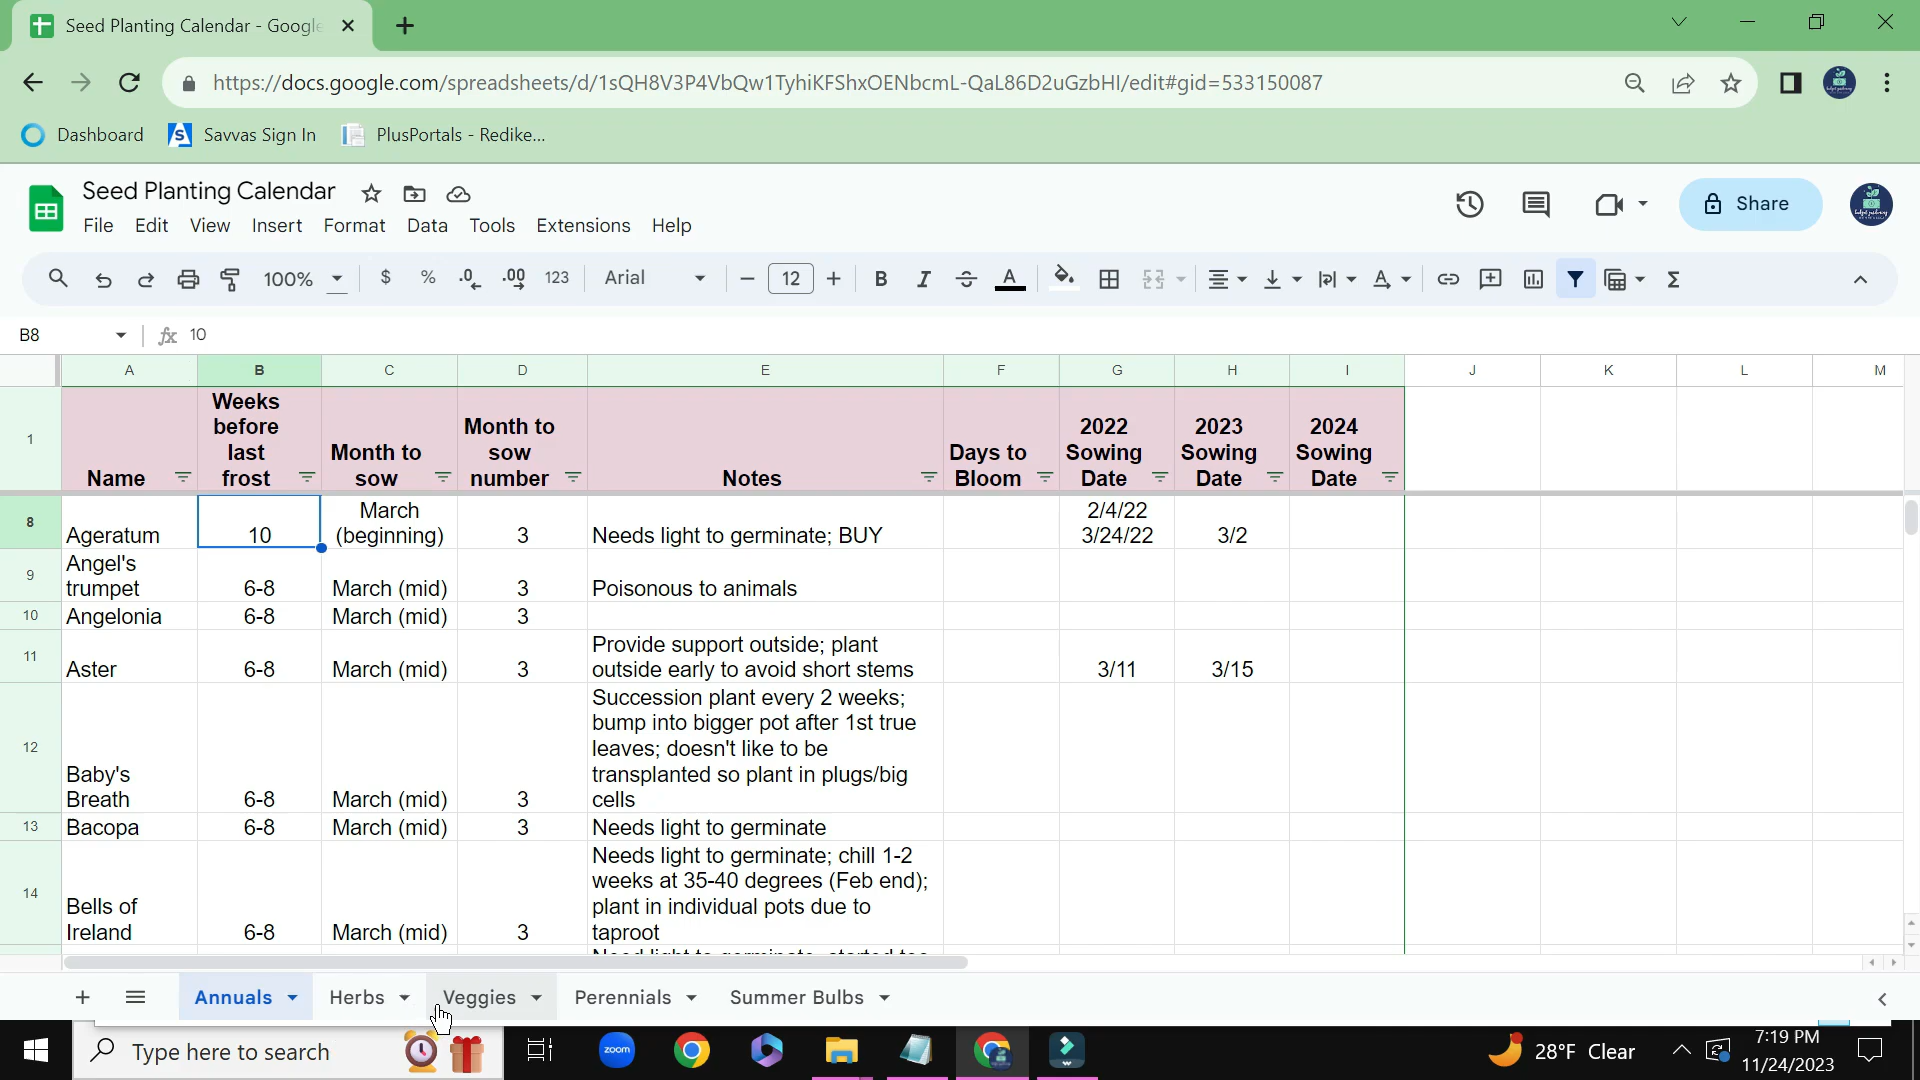 Seed Planting Calendar - Google
https://docs.google.com/spreadsheets/d/1sQH8V3P4VbQw1TyhiKFShxOENbcmL-QaL86D2uGzbHI/edit#gid=533150087
Dashboard Savvas Sign In PlusPortals - Redike...
Seed Planting Calendar
File Edit View Insert Format Data Tools Extensions Help
Share
100% $ % .0 .00 123 Arial 12 B I A A Σ
B8 fx 10
A B C D E F G H I J K L M
1
Name
Weeks
before
last
frost
Month to
sow
Month to
sow
number
Notes
Days to
Bloom
2022
Sowing
Date
2023
Sowing
Date
2024
Sowing
Date
8
Ageratum
10
March
(beginning)
3
Needs light to germinate; BUY
2/4/22
3/24/22
3/2
9
Angel's
trumpet
6-8
March (mid)
3
Poisonous to animals
10
Angelonia
6-8
March (mid)
3
11
Aster
6-8
March (mid)
3
Provide support outside; plant
outside early to avoid short stems
3/11
3/15
12
Baby's
Breath
6-8
March (mid)
3
Succession plant every 2 weeks;
bump into bigger pot after 1st true
leaves; doesn't like to be
transplanted so plant in plugs/big
cells
13
Bacopa
6-8
March (mid)
3
Needs light to germinate
14
Bells of
Ireland
6-8
March (mid)
3
Needs light to germinate; chill 1-2
weeks at 35-40 degrees (Feb end);
plant in individual pots due to
taproot
Annuals Herbs Veggies Perennials Summer Bulbs
Type here to search
zoom
28°F Clear
7:19 PM
11/24/2023